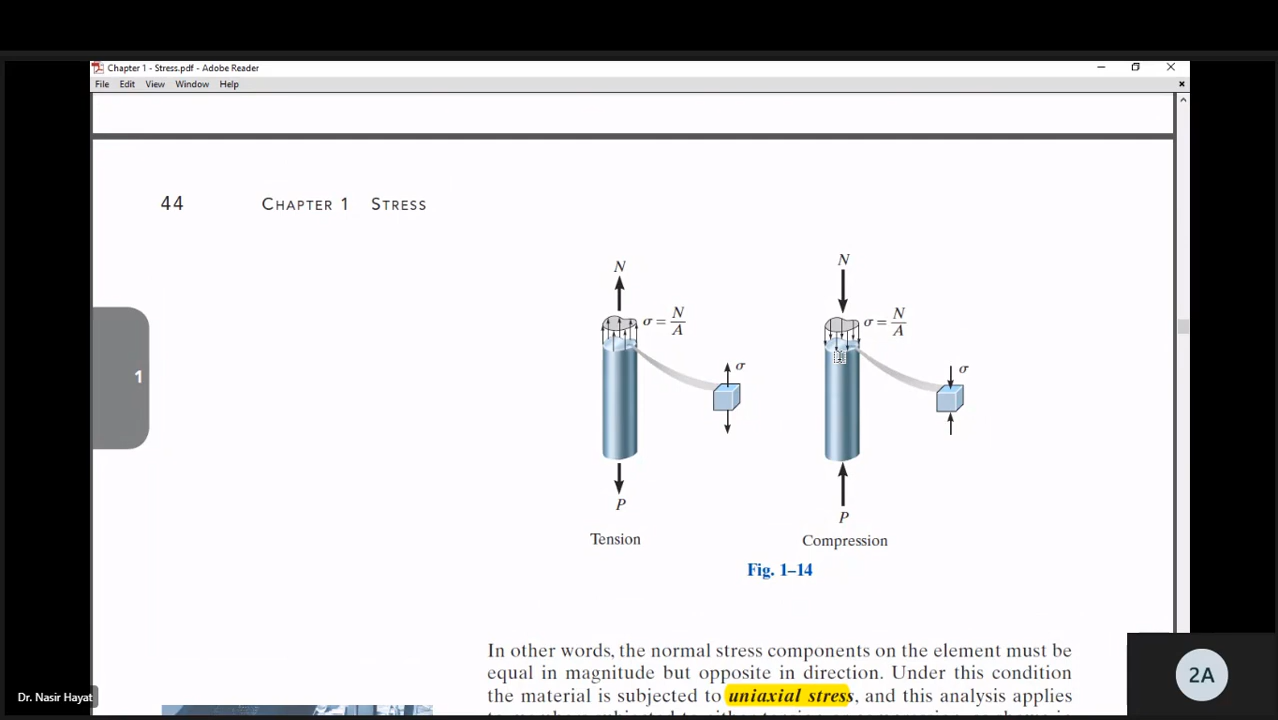 Chapter 1 - Stress.pdf - Adobe Reader
File Edit View Window Help
44 CHAPTER 1 STRESS
1
N
σ = N/A
σ
P
Tension
N
σ = N/A
σ
P
Compression
Fig. 1–14
In other words, the normal stress components on the element must be
equal in magnitude but opposite in direction. Under this condition
the material is subjected to uniaxial stress, and this analysis applies
Dr. Nasir Hayat
2A